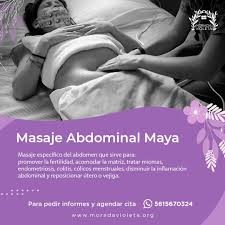 MORADA
VIOLETA
Masaje Abdominal Maya
Masaje específico del abdomen que sirve para:
promover la fertilidad, acomodar la matriz, tratar miomas,
endometriosis, colitis, cólicos menstruales, disminuir la inflamación
abdominal y reposicionar útero o vejiga.
Para pedir informes y agendar cita
5615670324
www.moradavioleta.org